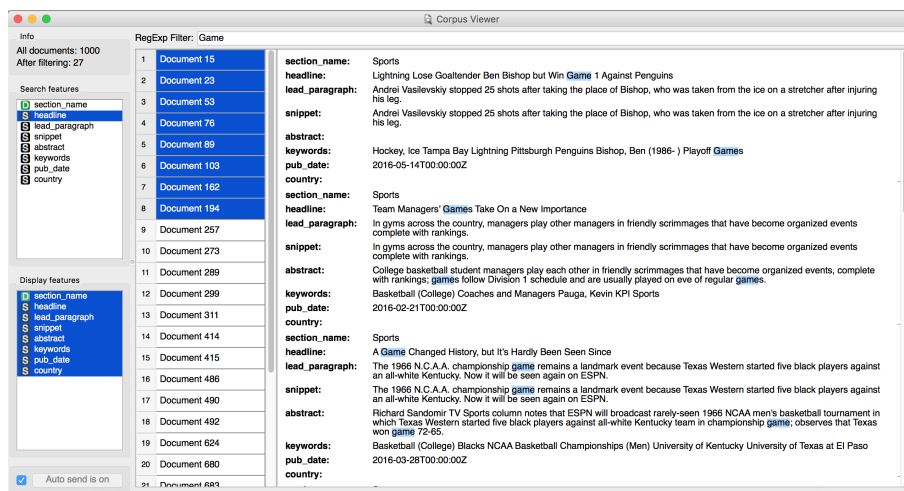 Corpus Viewer
Info
All documents: 1000
After filtering: 27
Search features
D section_name
S headline
S lead_paragraph
S snippet
S abstract
S keywords
S pub_date
S country
Display features
D section_name
S headline
S lead_paragraph
S snippet
S abstract
S keywords
S pub_date
S country
Auto send is on
RegExp Filter: Game
1 Document 15
2 Document 23
3 Document 53
4 Document 76
5 Document 89
6 Document 103
7 Document 162
8 Document 194
9 Document 257
10 Document 273
11 Document 289
12 Document 299
13 Document 311
14 Document 414
15 Document 415
16 Document 486
17 Document 490
18 Document 492
19 Document 624
20 Document 680
21 Document 683
section_name: Sports
headline: Lightning Lose Goaltender Ben Bishop but Win Game 1 Against Penguins
lead_paragraph: Andrei Vasilevskiy stopped 25 shots after taking the place of Bishop, who was taken from the ice on a stretcher after injuring
his leg.
snippet: Andrei Vasilevskiy stopped 25 shots after taking the place of Bishop, who was taken from the ice on a stretcher after injuring
his leg.
abstract:
keywords: Hockey, Ice Tampa Bay Lightning Pittsburgh Penguins Bishop, Ben (1986- ) Playoff Games
pub_date: 2016-05-14T00:00:00Z
country:
section_name: Sports
headline: Team Managers' Games Take On a New Importance
lead_paragraph: In gyms across the country, managers play other managers in friendly scrimmages that have become organized events
complete with rankings.
snippet: In gyms across the country, managers play other managers in friendly scrimmages that have become organized events
complete with rankings.
abstract: College basketball student managers play each other in friendly scrimmages that have become organized events, complete
with rankings; games follow Division 1 schedule and are usually played on eve of regular games.
keywords: Basketball (College) Coaches and Managers Pauga, Kevin KPI Sports
pub_date: 2016-02-21T00:00:00Z
country:
section_name: Sports
headline: A Game Changed History, but It's Hardly Been Seen Since
lead_paragraph: The 1966 N.C.A.A. championship game remains a landmark event because Texas Western started five black players against
an all-white Kentucky. Now it will be seen again on ESPN.
snippet: The 1966 N.C.A.A. championship game remains a landmark event because Texas Western started five black players against
an all-white Kentucky. Now it will be seen again on ESPN.
abstract: Richard Sandomir TV Sports column notes that ESPN will broadcast rarely-seen 1966 NCAA men's basketball tournament in
which Texas Western started five black players against all-white Kentucky team in championship game; observes that Texas
won game 72-65.
keywords: Basketball (College) Blacks NCAA Basketball Championships (Men) University of Kentucky University of Texas at El Paso
pub_date: 2016-03-28T00:00:00Z
country: